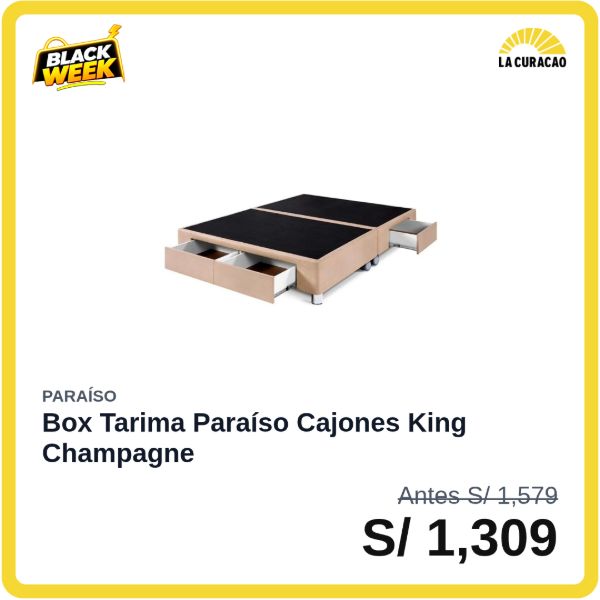 BLACK
WEEK
LA CURACAO
PARAÍSO
Box Tarima Paraíso Cajones King
Champagne
Antes S/ 1,579
S/ 1,309